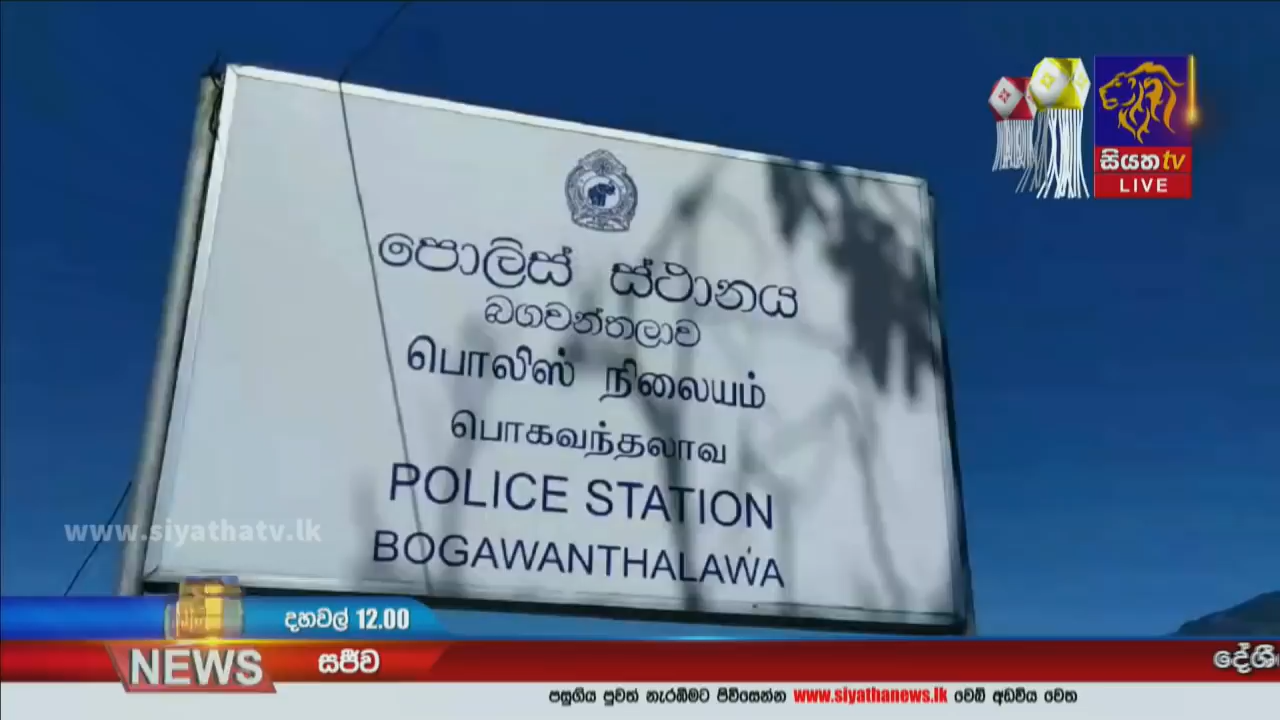 සියත tv
LIVE
පොලිස් ස්ථානය
බගවන්තලාව
பொலிஸ் நிலையம்
பொகவந்தலாவ
POLICE STATION
BOGAWANTHALAWA
www.siyathatv.lk
දහවල් 12.00
NEWS
සජීව
පසුගිය පුවත් නැරඹීමට පිවිසෙන්න www.siyathanews.lk වෙබ් අඩවිය වෙත